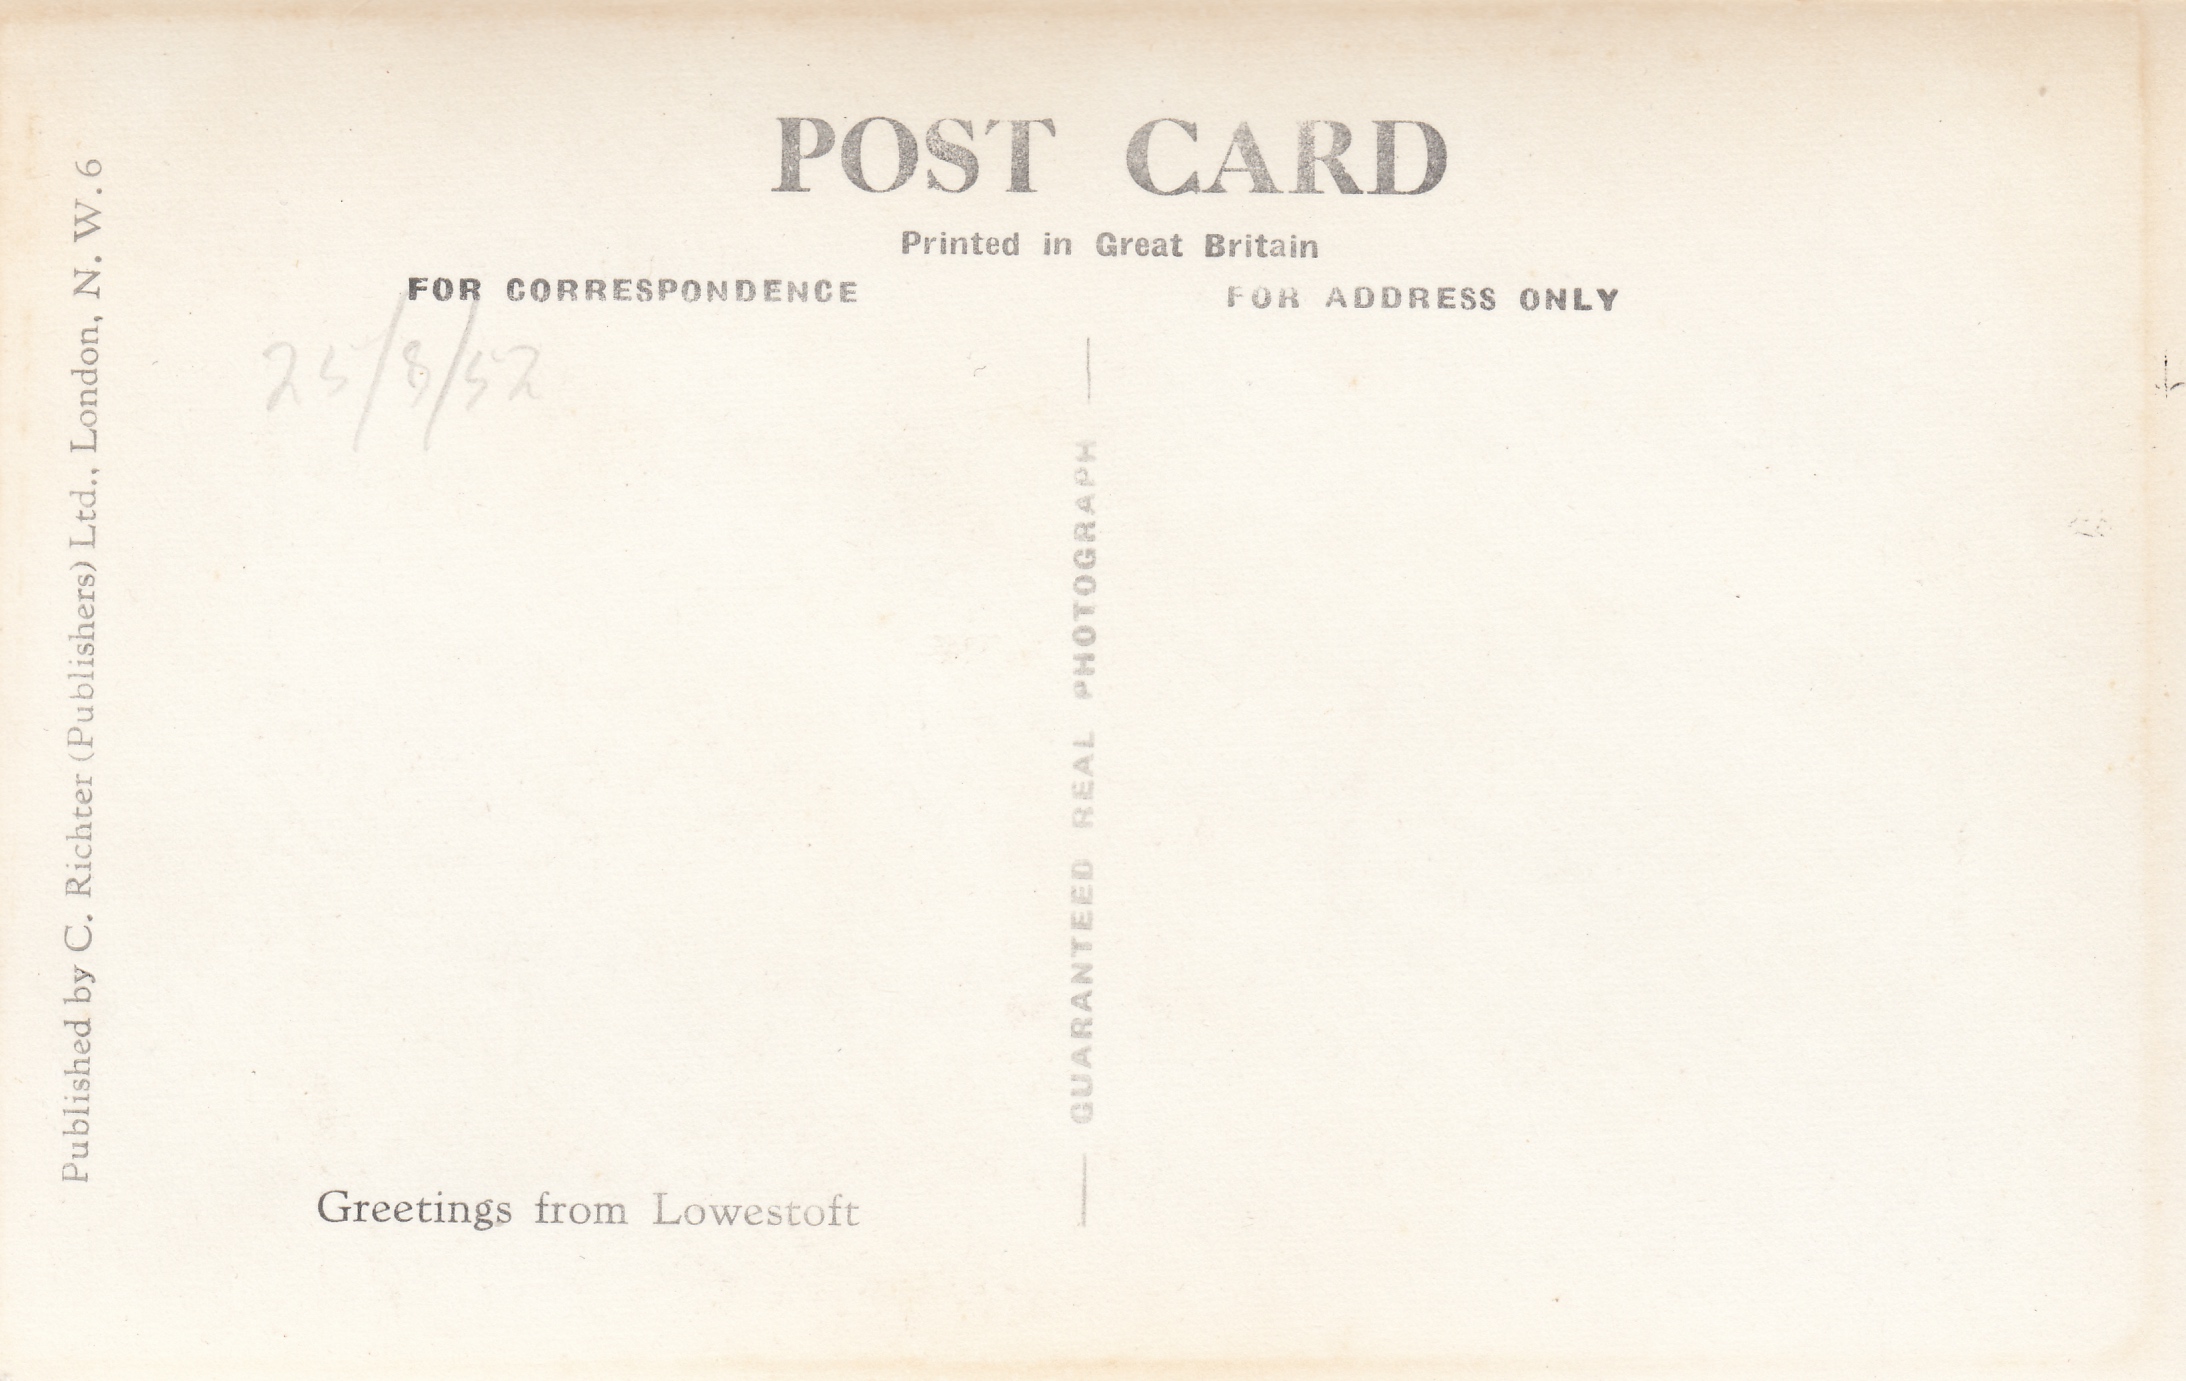 POST CARD
Printed in Great Britain
FOR CORRESPONDENCE
FOR ADDRESS ONLY
25/8/52
Published by C. Richter (Publishers) Ltd., London, N. W. 6
GUARANTEED REAL PHOTOGRAPH
Greetings from Lowestoft